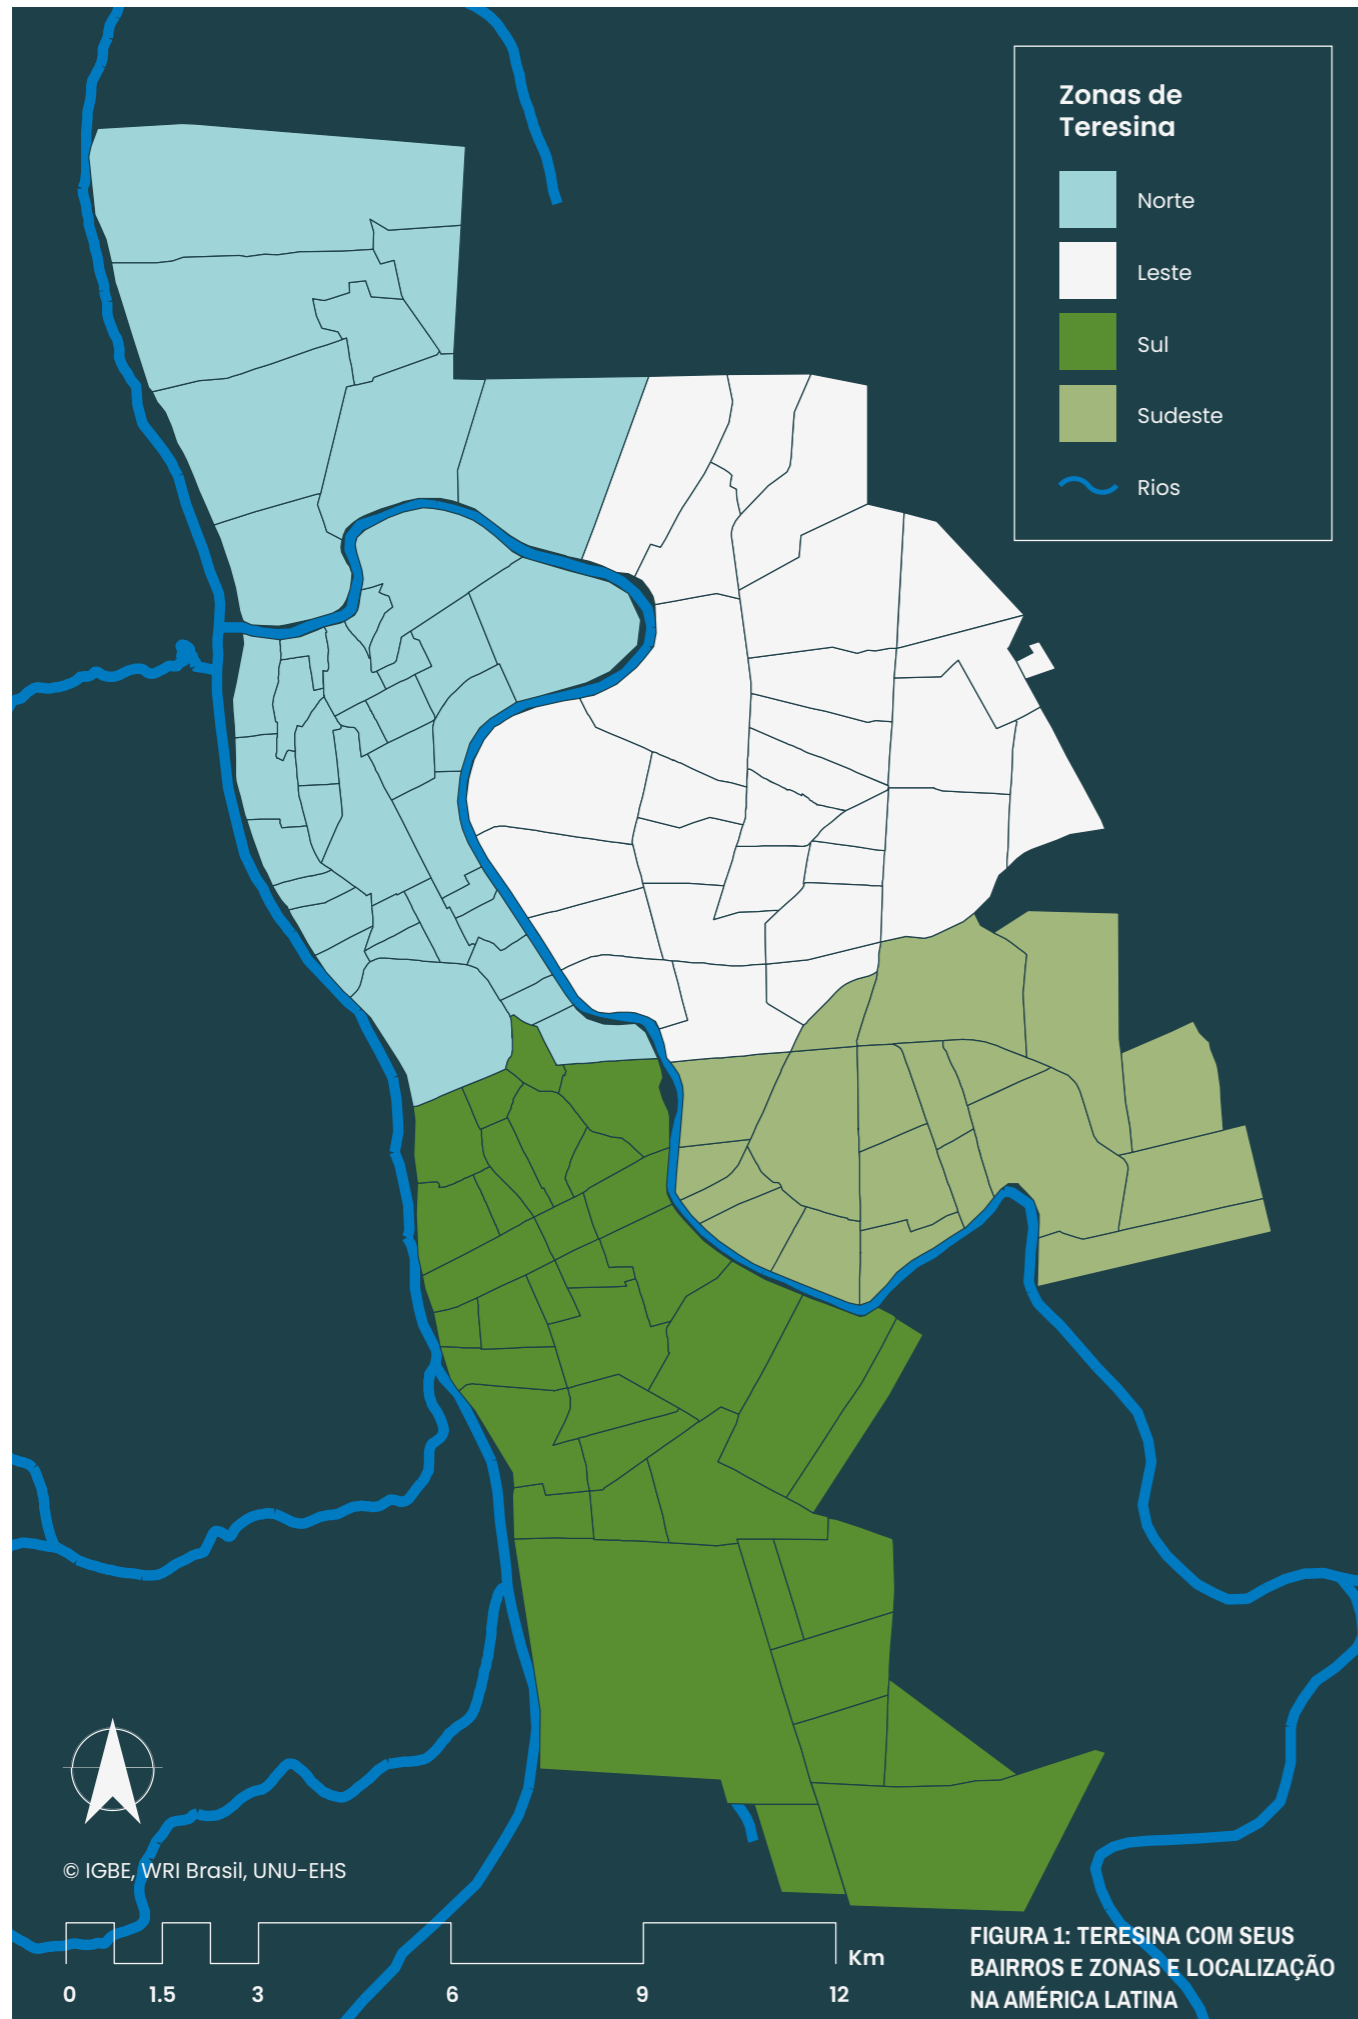 Zonas de
Teresina
Norte
Leste
Sul
Sudeste
Rios
© IGBE, WRI Brasil, UNU-EHS
0 1.5 3 6 9 12 Km
FIGURA 1: TERESINA COM SEUS
BAIRROS E ZONAS E LOCALIZAÇÃO
NA AMÉRICA LATINA